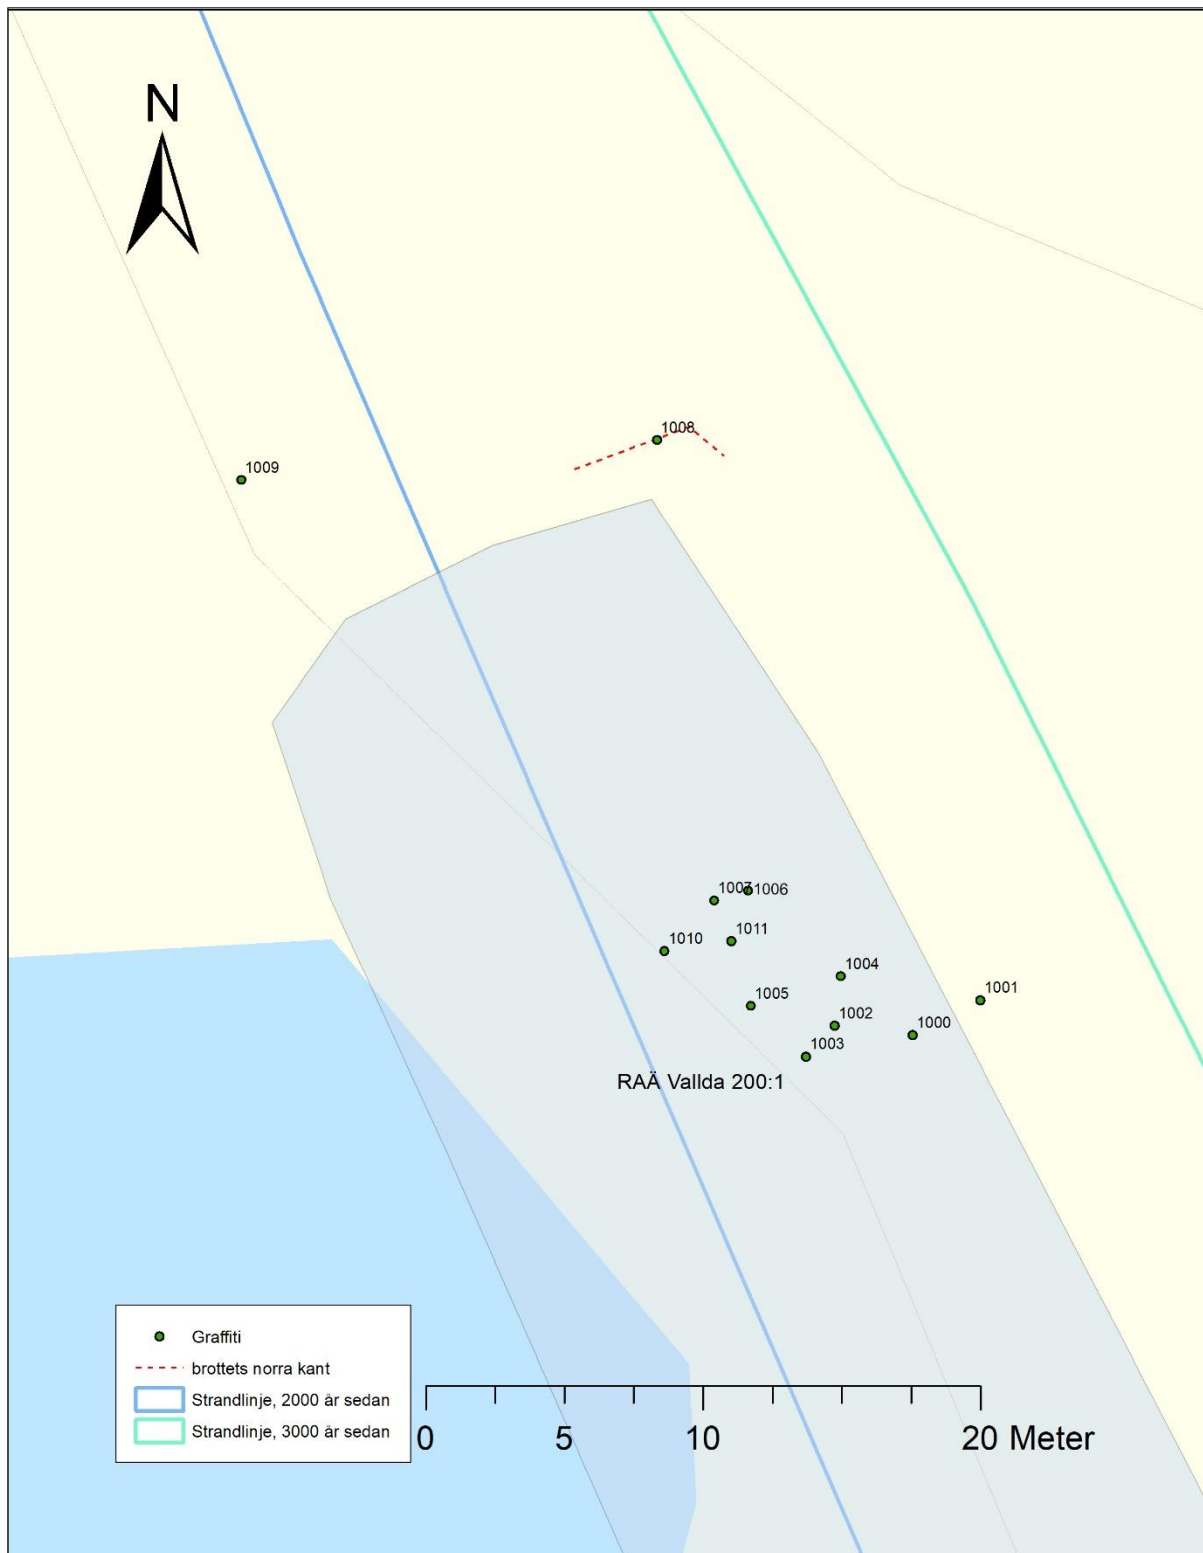 N
1008
1009
1007
1006
1010
1011
1004
1005
1001
1002
1000
1003
RAÄ Vallda 200:1
Graffiti
brottets norra kant
Strandlinje, 2000 år sedan
Strandlinje, 3000 år sedan
0 5 10 20 Meter